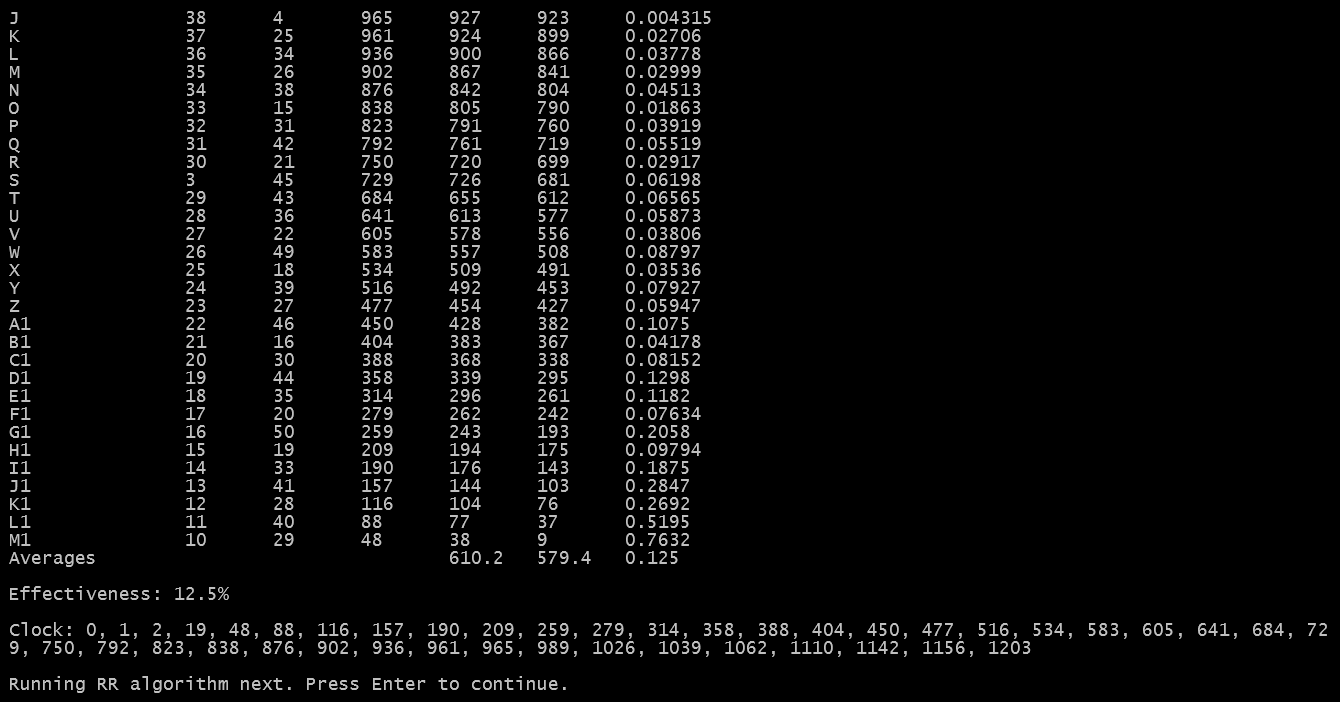 J 38 4 965 927 923 0.004315
K 37 25 961 924 899 0.02706
L 36 34 936 900 866 0.03778
M 35 26 902 867 841 0.02999
N 34 38 876 842 804 0.04513
O 33 15 838 805 790 0.01863
P 32 31 823 791 760 0.03919
Q 31 42 792 761 719 0.05519
R 30 21 750 720 699 0.02917
S 3 45 729 726 681 0.06198
T 29 43 684 655 612 0.06565
U 28 36 641 613 577 0.05873
V 27 22 605 578 556 0.03806
W 26 49 583 557 508 0.08797
X 25 18 534 509 491 0.03536
Y 24 39 516 492 453 0.07927
Z 23 27 477 454 427 0.05947
A1 22 46 450 428 382 0.1075
B1 21 16 404 383 367 0.04178
C1 20 30 388 368 338 0.08152
D1 19 44 358 339 295 0.1298
E1 18 35 314 296 261 0.1182
F1 17 20 279 262 242 0.07634
G1 16 50 259 243 193 0.2058
H1 15 19 209 194 175 0.09794
I1 14 33 190 176 143 0.1875
J1 13 41 157 144 103 0.2847
K1 12 28 116 104 76 0.2692
L1 11 40 88 77 37 0.5195
M1 10 29 48 38 9 0.7632
Averages 610.2 579.4 0.125
Effectiveness: 12.5%
Clock: 0, 1, 2, 19, 48, 88, 116, 157, 190, 209, 259, 279, 314, 358, 388, 404, 450, 477, 516, 534, 583, 605, 641, 684, 72
9, 750, 792, 823, 838, 876, 902, 936, 961, 965, 989, 1026, 1039, 1062, 1110, 1142, 1156, 1203
Running RR algorithm next. Press Enter to continue.